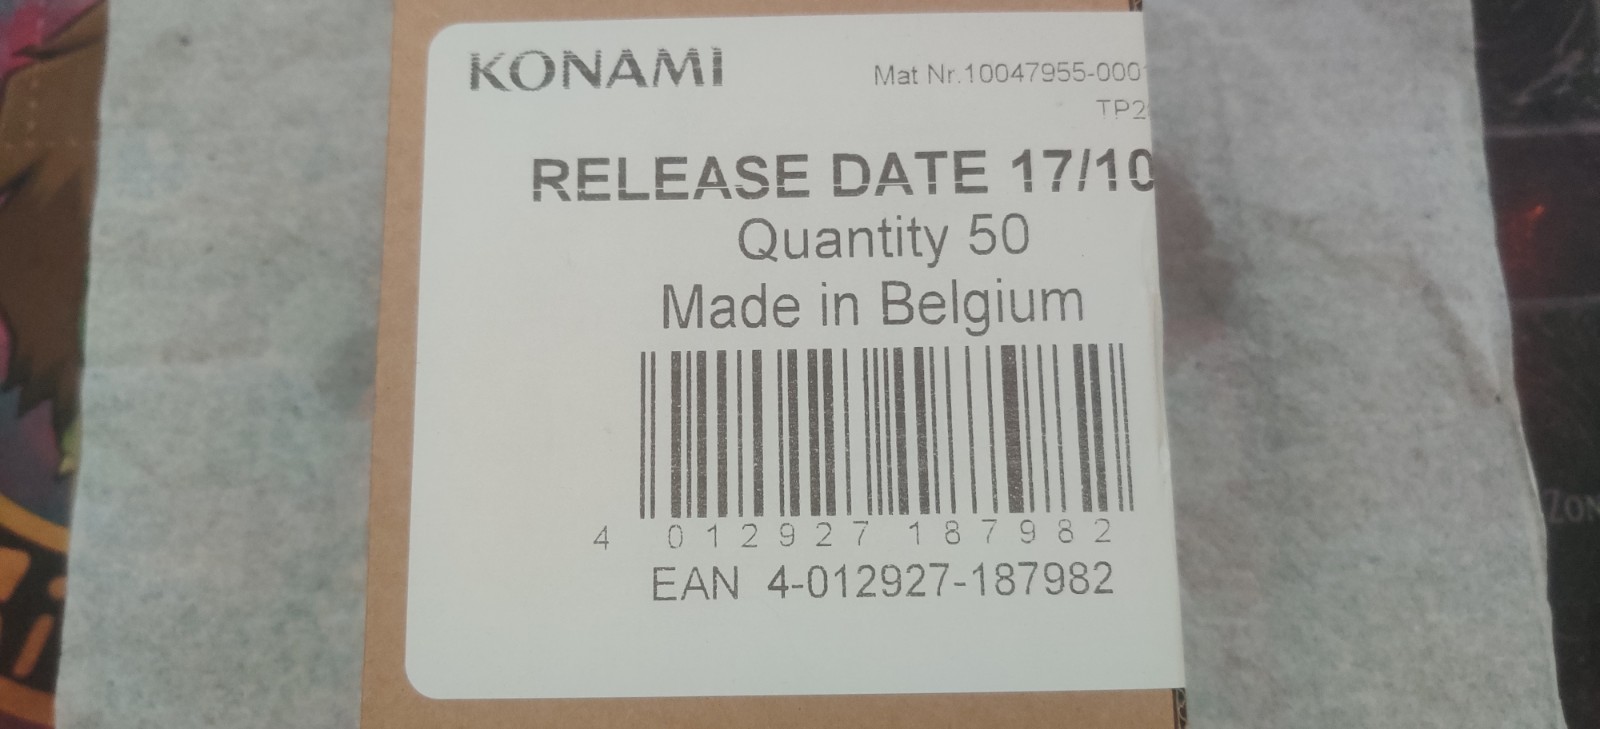 KONAMI
Mat Nr.10047955-000
TP2
RELEASE DATE 17/10
Quantity 50
Made in Belgium
4 012927 187982
EAN 4-012927-187982
ZON